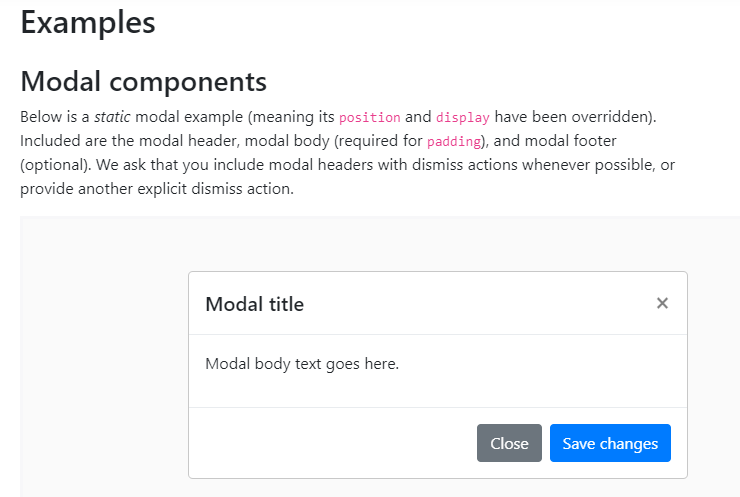 Examples
Modal components
Below is a static modal example (meaning its position and display have been overridden).
Included are the modal header, modal body (required for padding), and modal footer
(optional). We ask that you include modal headers with dismiss actions whenever possible, or
provide another explicit dismiss action.
Modal title ×
Modal body text goes here.
Close Save changes